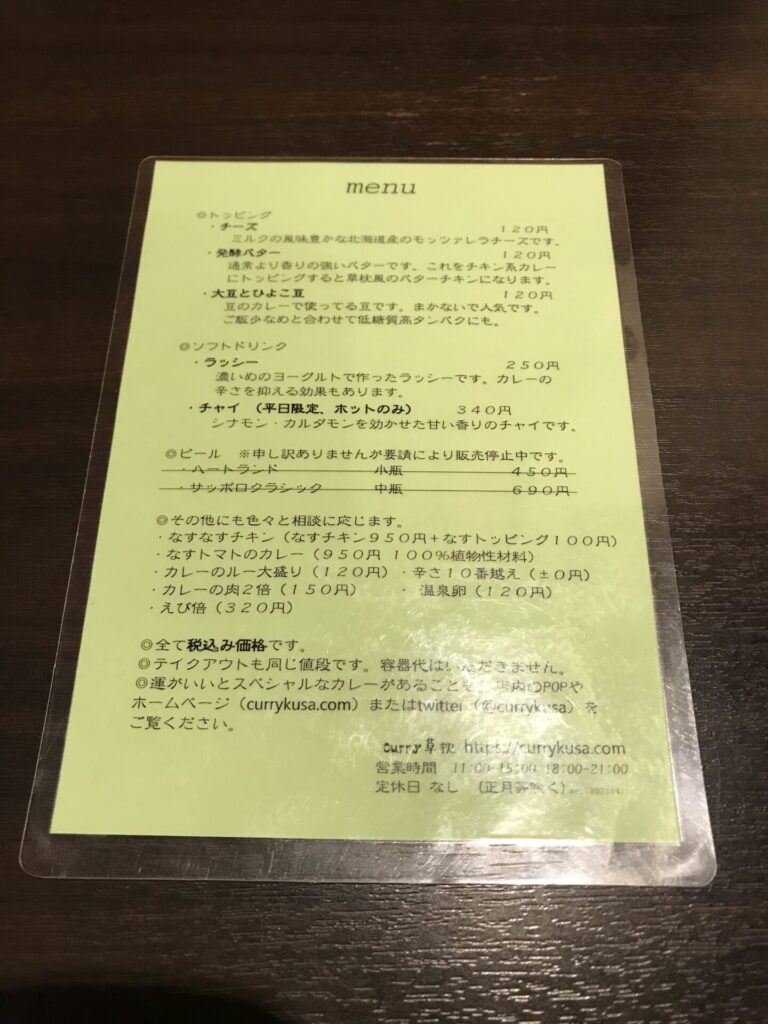 menu
◎トッピング
・チーズ 120円
ミルクの風味豊かな北海道産のモッツァレラチーズです。
・発酵バター 120円
通常より香りの強いバターです。これをチキン系カレー
にトッピングすると草枕風のバターチキンになります。
・大豆とひよこ豆 120円
豆のカレーで使ってる豆です。まかないで人気です。
ご飯少なめと合わせて低糖質高タンパクにも。
◎ソフトドリンク
・ラッシー 250円
濃いめのヨーグルトで作ったラッシーです。カレーの
辛さを抑える効果もあります。
・チャイ （平日限定、ホットのみ） 340円
シナモン・カルダモンを効かせた甘い香りのチャイです。
◎ビール ※申し訳ありませんが要請により販売停止中です。
・ハートランド 小瓶 450円
・サッポロクラシック 中瓶 690円
◎その他にも色々と相談に応じます。
・なすなすチキン（なすチキン950円＋なすトッピング100円）
・なすトマトのカレー（950円 100％植物性材料）
・カレーのルー大盛り（120円）・辛さ10番越え（±0円）
・カレーの肉2倍（150円） ・ 温泉卵（120円）
・えび倍（320円）
◎全て税込み価格です。
◎テイクアウトも同じ値段です。容器代はいただきません。
◎運がいいとスペシャルなカレーがあることも。店内のPOPや
ホームページ（currykusa.com）またはtwitter（@currykusa）を
ご覧ください。
curry草枕 https://currykusa.com
営業時間 11:00-15:00 18:00-21:00
定休日 なし （正月等除く）